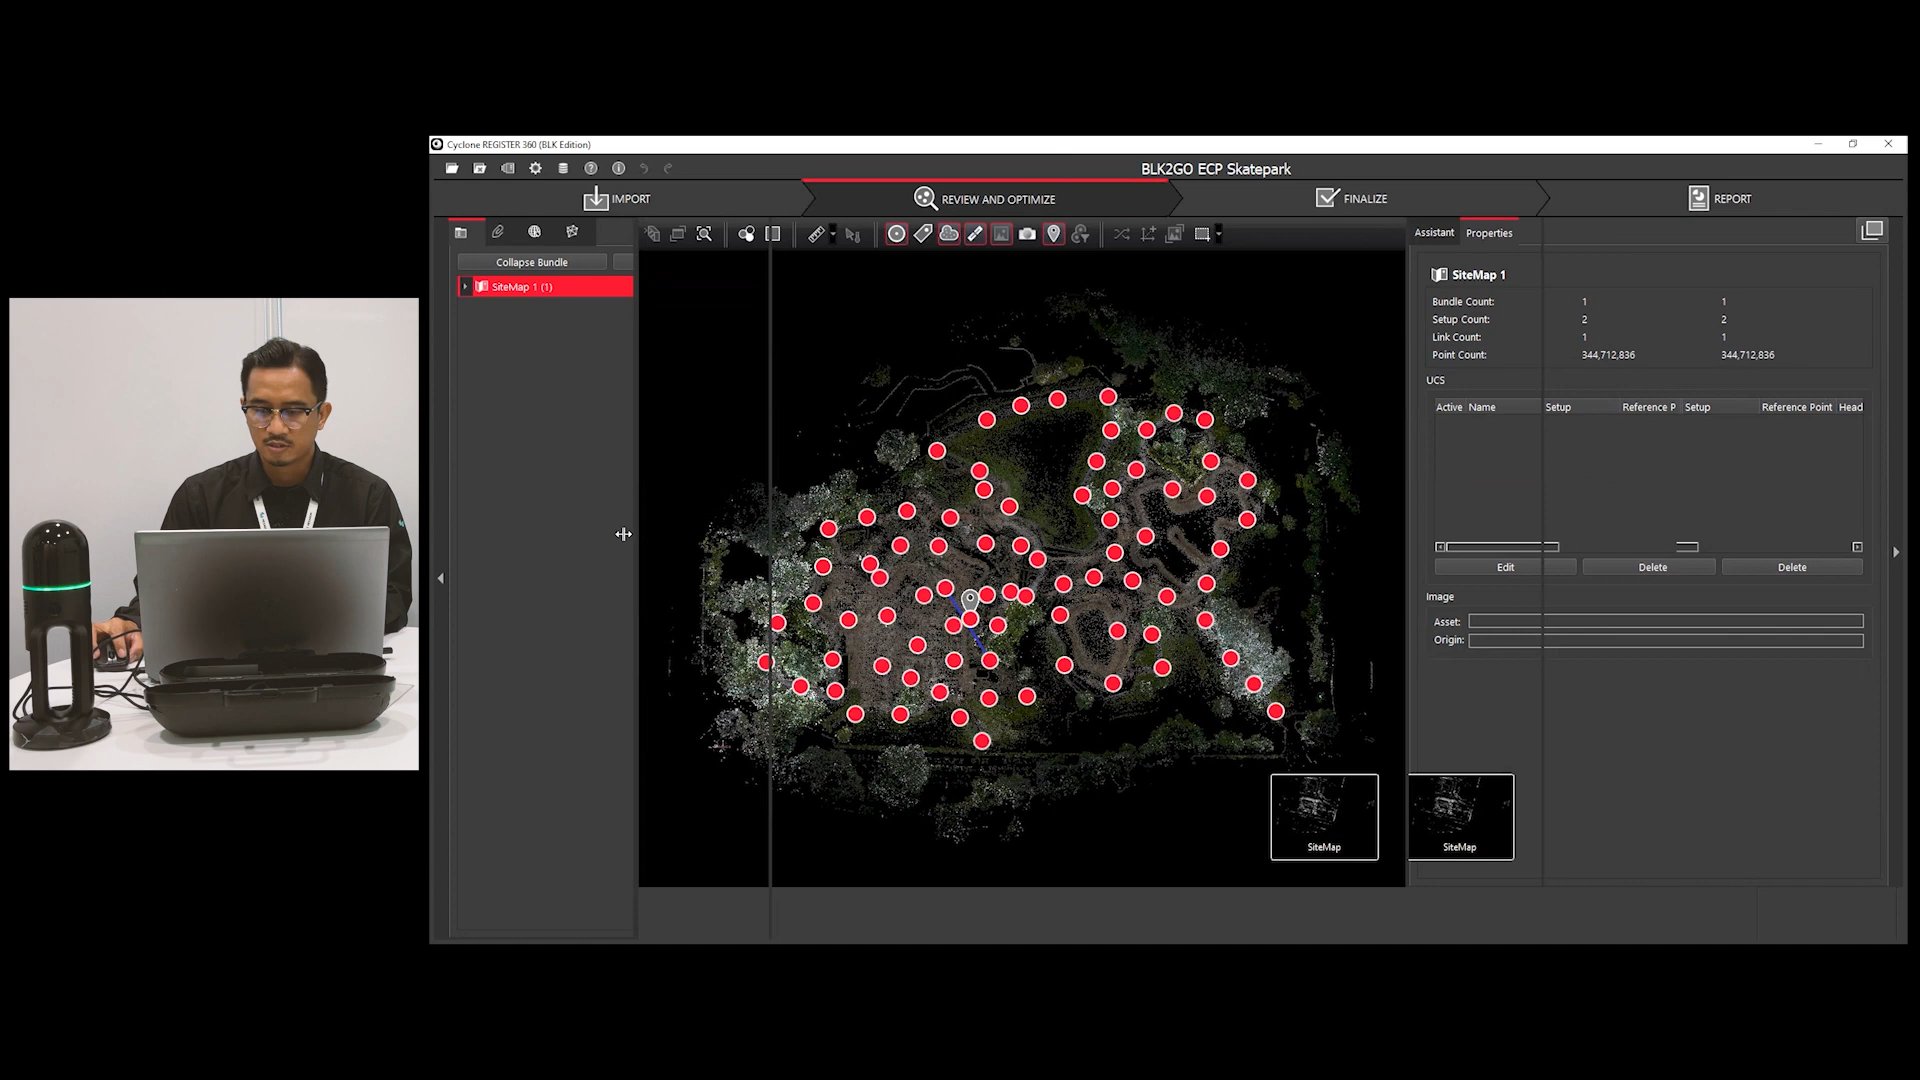 Cyclone REGISTER 360 (BLK Edition)
BLK2GO ECP Skatepark
IMPORT
REVIEW AND OPTIMIZE
FINALIZE
REPORT
Assistant
Properties
Collapse Bundle
SiteMap 1 (1)
SiteMap 1
Bundle Count: 1 1
Setup Count: 2 2
Link Count: 1 1
Point Count: 344,712,836 344,712,836
UCS
Active Name Setup Reference P Setup Reference Point Head
Edit Delete Delete
Image
Asset:
Origin:
SiteMap
SiteMap